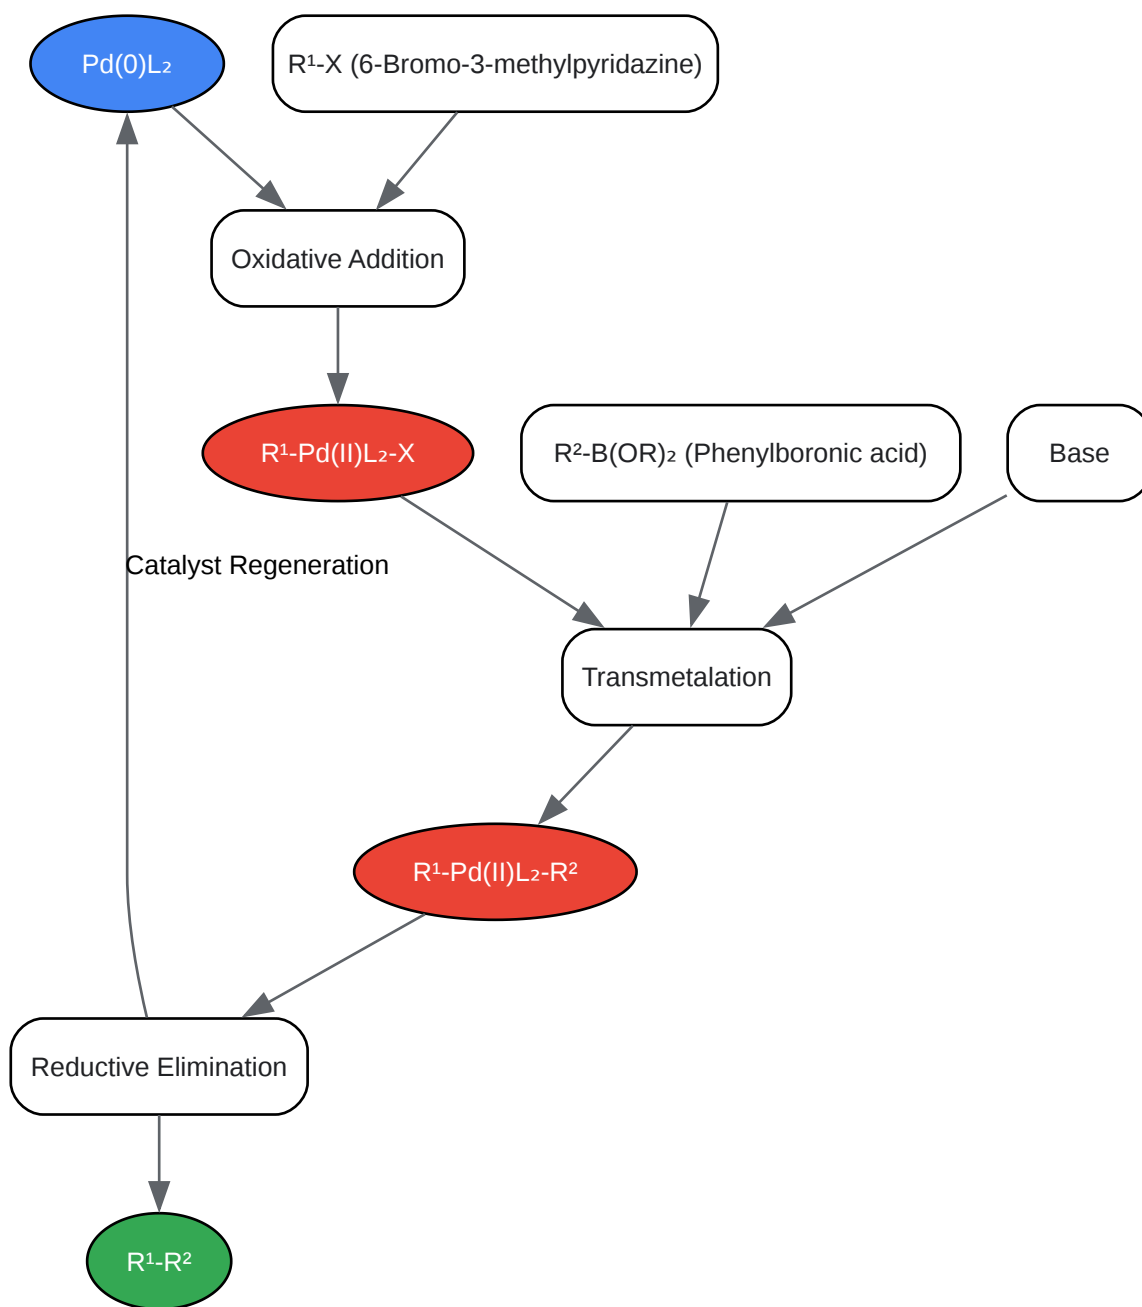 Pd(0)L₂
R¹-X (6-Bromo-3-methylpyridazine)
Oxidative Addition
R¹-Pd(II)L₂-X
R²-B(OR)₂ (Phenylboronic acid)
Base
Catalyst Regeneration
Transmetalation
R¹-Pd(II)L₂-R²
Reductive Elimination
R¹-R²